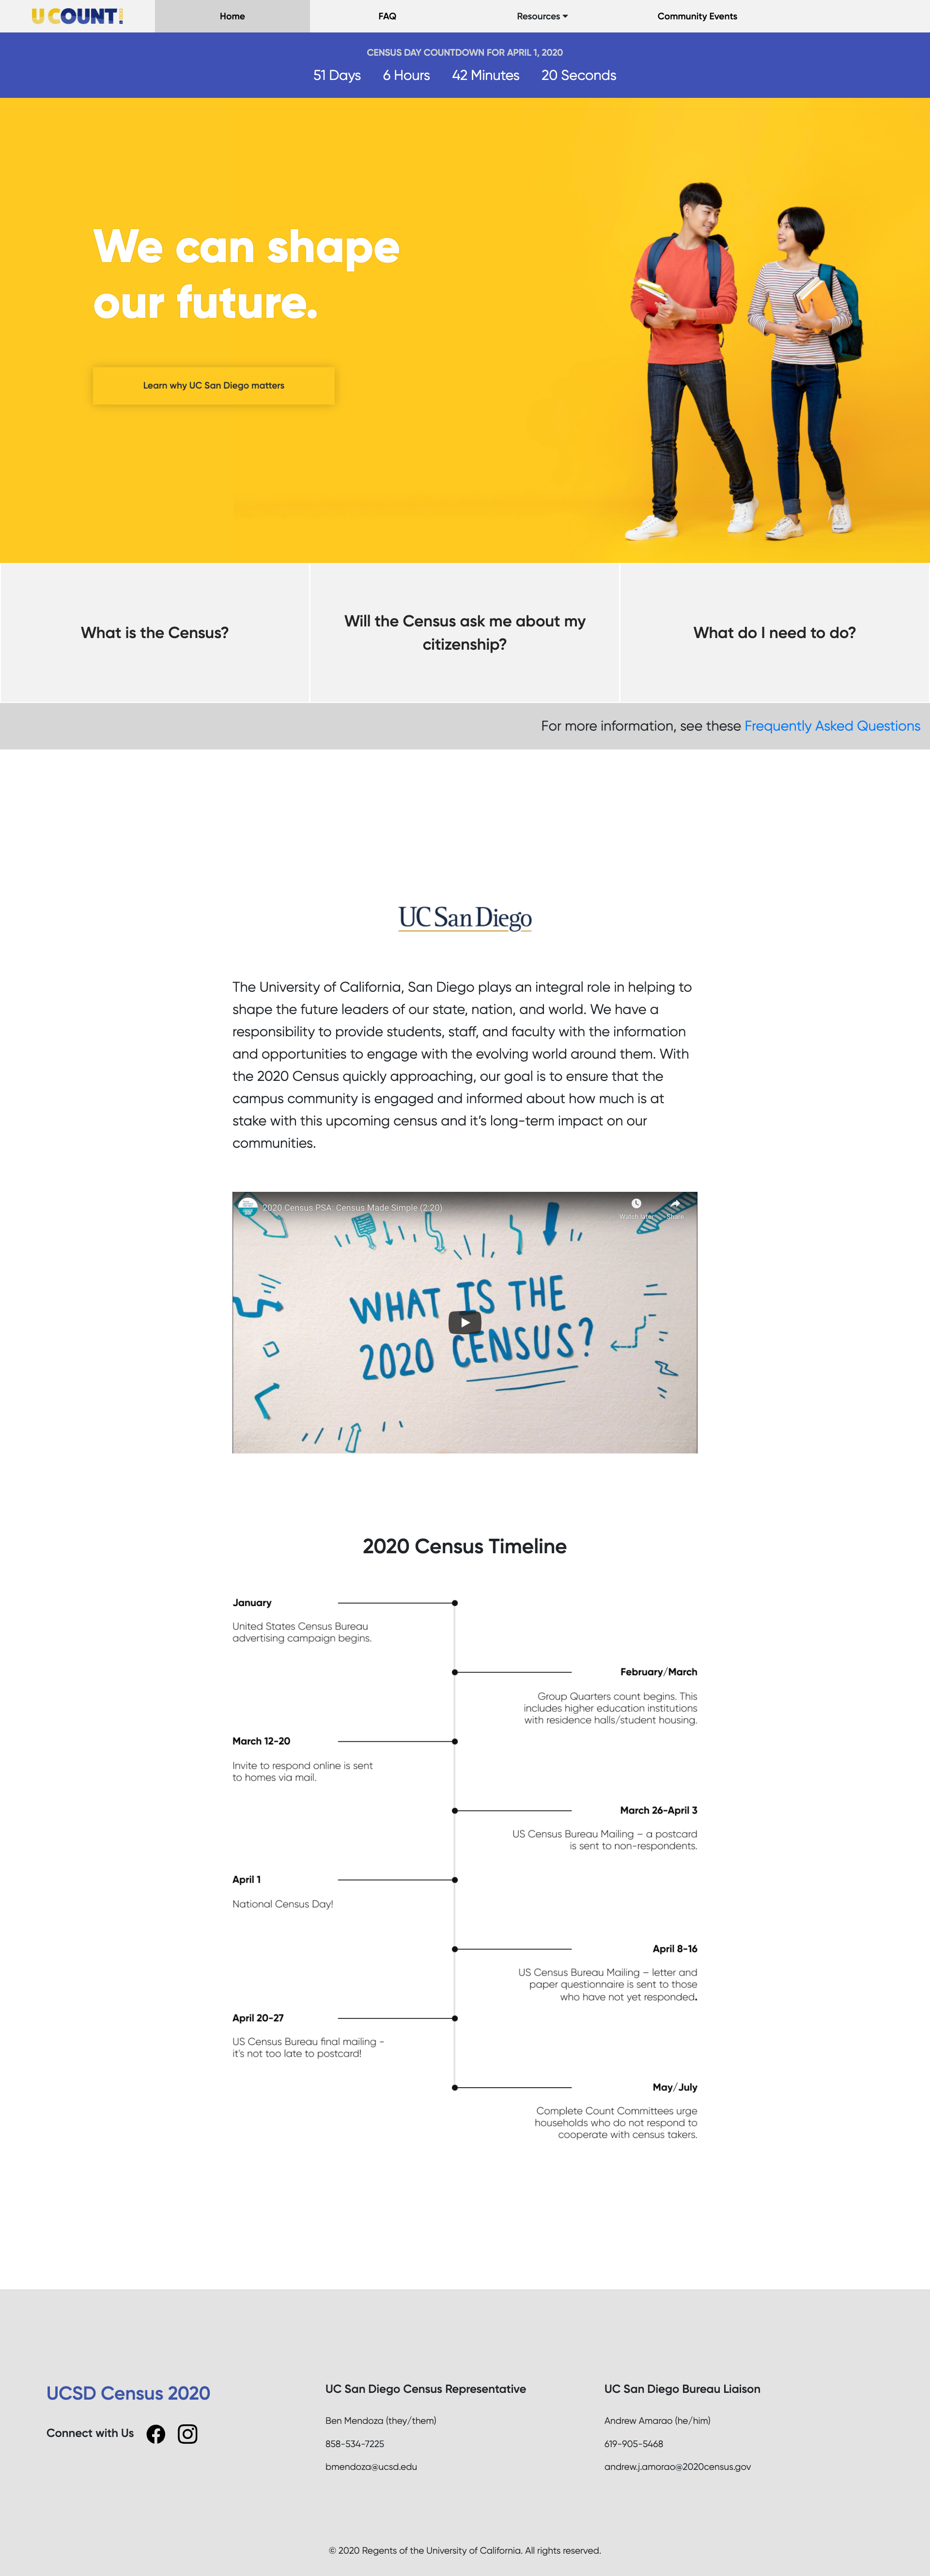 UCOUNT!
Home
FAQ
Resources
Community Events
CENSUS DAY COUNTDOWN FOR APRIL 1, 2020
51 Days 6 Hours 42 Minutes 20 Seconds
We can shape
our future.
Learn why UC San Diego matters
What is the Census?
Will the Census ask me about my
citizenship?
What do I need to do?
For more information, see these Frequently Asked Questions
UC San Diego
The University of California, San Diego plays an integral role in helping to
shape the future leaders of our state, nation, and world. We have a
responsibility to provide students, staff, and faculty with the information
and opportunities to engage with the evolving world around them. With
the 2020 Census quickly approaching, our goal is to ensure that the
campus community is engaged and informed about how much is at
stake with this upcoming census and it’s long-term impact on our
communities.
2020 Census PSA: Census Made Simple (2:20)
Watch later
Share
WHAT IS THE
2020 CENSUS?
2020 Census Timeline
January
United States Census Bureau
advertising campaign begins.
February/March
Group Quarters count begins. This
includes higher education institutions
with residence halls/student housing.
March 12-20
Invite to respond online is sent
to homes via mail.
March 26-April 3
US Census Bureau Mailing – a postcard
is sent to non-respondents.
April 1
National Census Day!
April 8-16
US Census Bureau Mailing – letter and
paper questionnaire is sent to those
who have not yet responded.
April 20-27
US Census Bureau final mailing -
it's not too late to postcard!
May/July
Complete Count Committees urge
households who do not respond to
cooperate with census takers.
UCSD Census 2020
Connect with Us
UC San Diego Census Representative
Ben Mendoza (they/them)
858-534-7225
bmendoza@ucsd.edu
UC San Diego Bureau Liaison
Andrew Amarao (he/him)
619-905-5468
andrew.j.amorao@2020census.gov
© 2020 Regents of the University of California. All rights reserved.